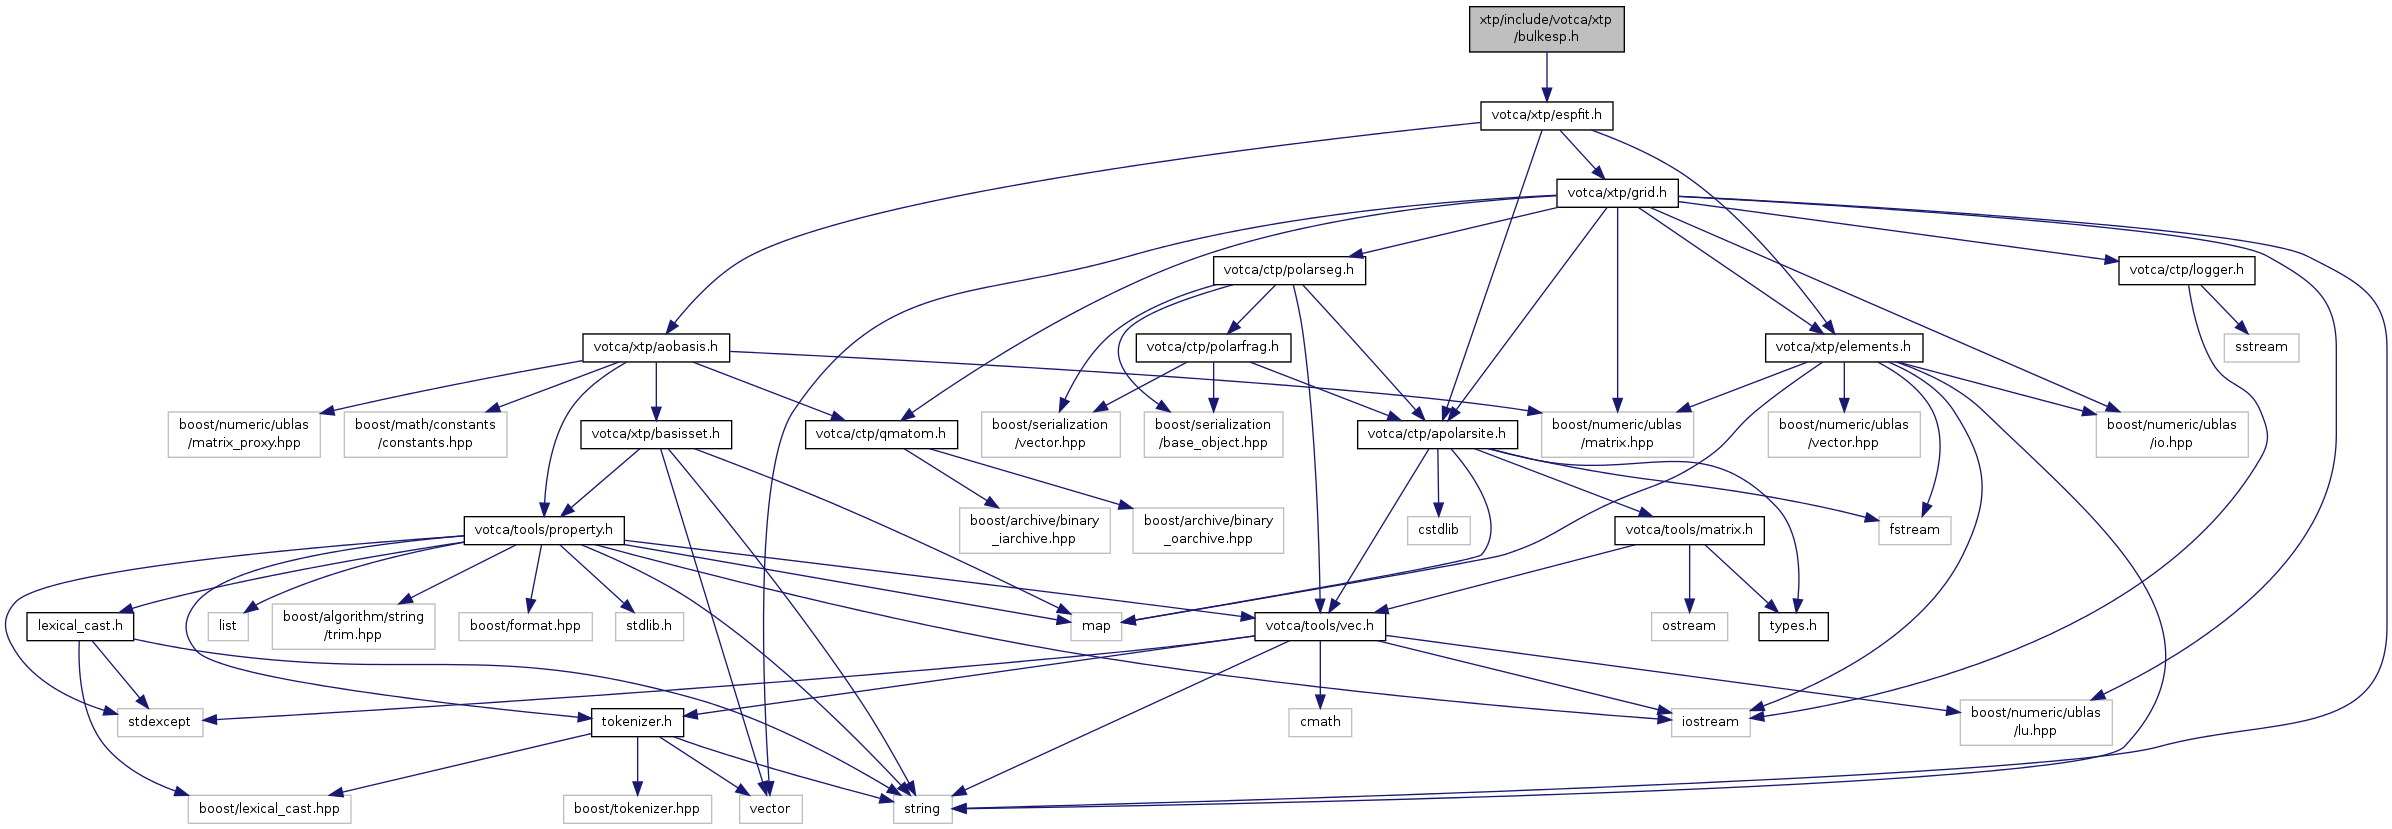 xtp/include/votca/xtp
/bulkesp.h
votca/xtp/espfit.h
votca/xtp/grid.h
votca/ctp/polarseg.h
votca/ctp/logger.h
votca/xtp/aobasis.h
votca/ctp/polarfrag.h
votca/xtp/elements.h
sstream
boost/numeric/ublas
/matrix_proxy.hpp
boost/math/constants
/constants.hpp
votca/xtp/basisset.h
votca/ctp/qmatom.h
boost/serialization
/vector.hpp
boost/serialization
/base_object.hpp
votca/ctp/apolarsite.h
boost/numeric/ublas
/matrix.hpp
boost/numeric/ublas
/vector.hpp
boost/numeric/ublas
/io.hpp
votca/tools/property.h
boost/archive/binary
_iarchive.hpp
boost/archive/binary
_oarchive.hpp
cstdlib
votca/tools/matrix.h
fstream
lexical_cast.h
list
boost/algorithm/string
/trim.hpp
boost/format.hpp
stdlib.h
map
votca/tools/vec.h
ostream
types.h
stdexcept
tokenizer.h
cmath
iostream
boost/numeric/ublas
/lu.hpp
boost/lexical_cast.hpp
boost/tokenizer.hpp
vector
string